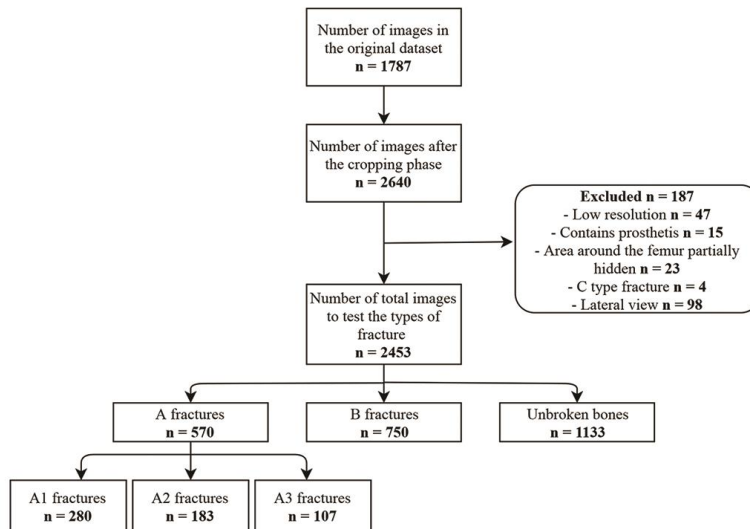 Number of images in
the original dataset
n = 1787
Number of images after
the cropping phase
n = 2640
Excluded n = 187
- Low resolution n = 47
- Contains prosthetis n = 15
- Area around the femur partially
hidden n = 23
- C type fracture n = 4
- Lateral view n = 98
Number of total images
to test the types of
fracture
n = 2453
A fractures
n = 570
B fractures
n = 750
Unbroken bones
n = 1133
A1 fractures
n = 280
A2 fractures
n = 183
A3 fractures
n = 107